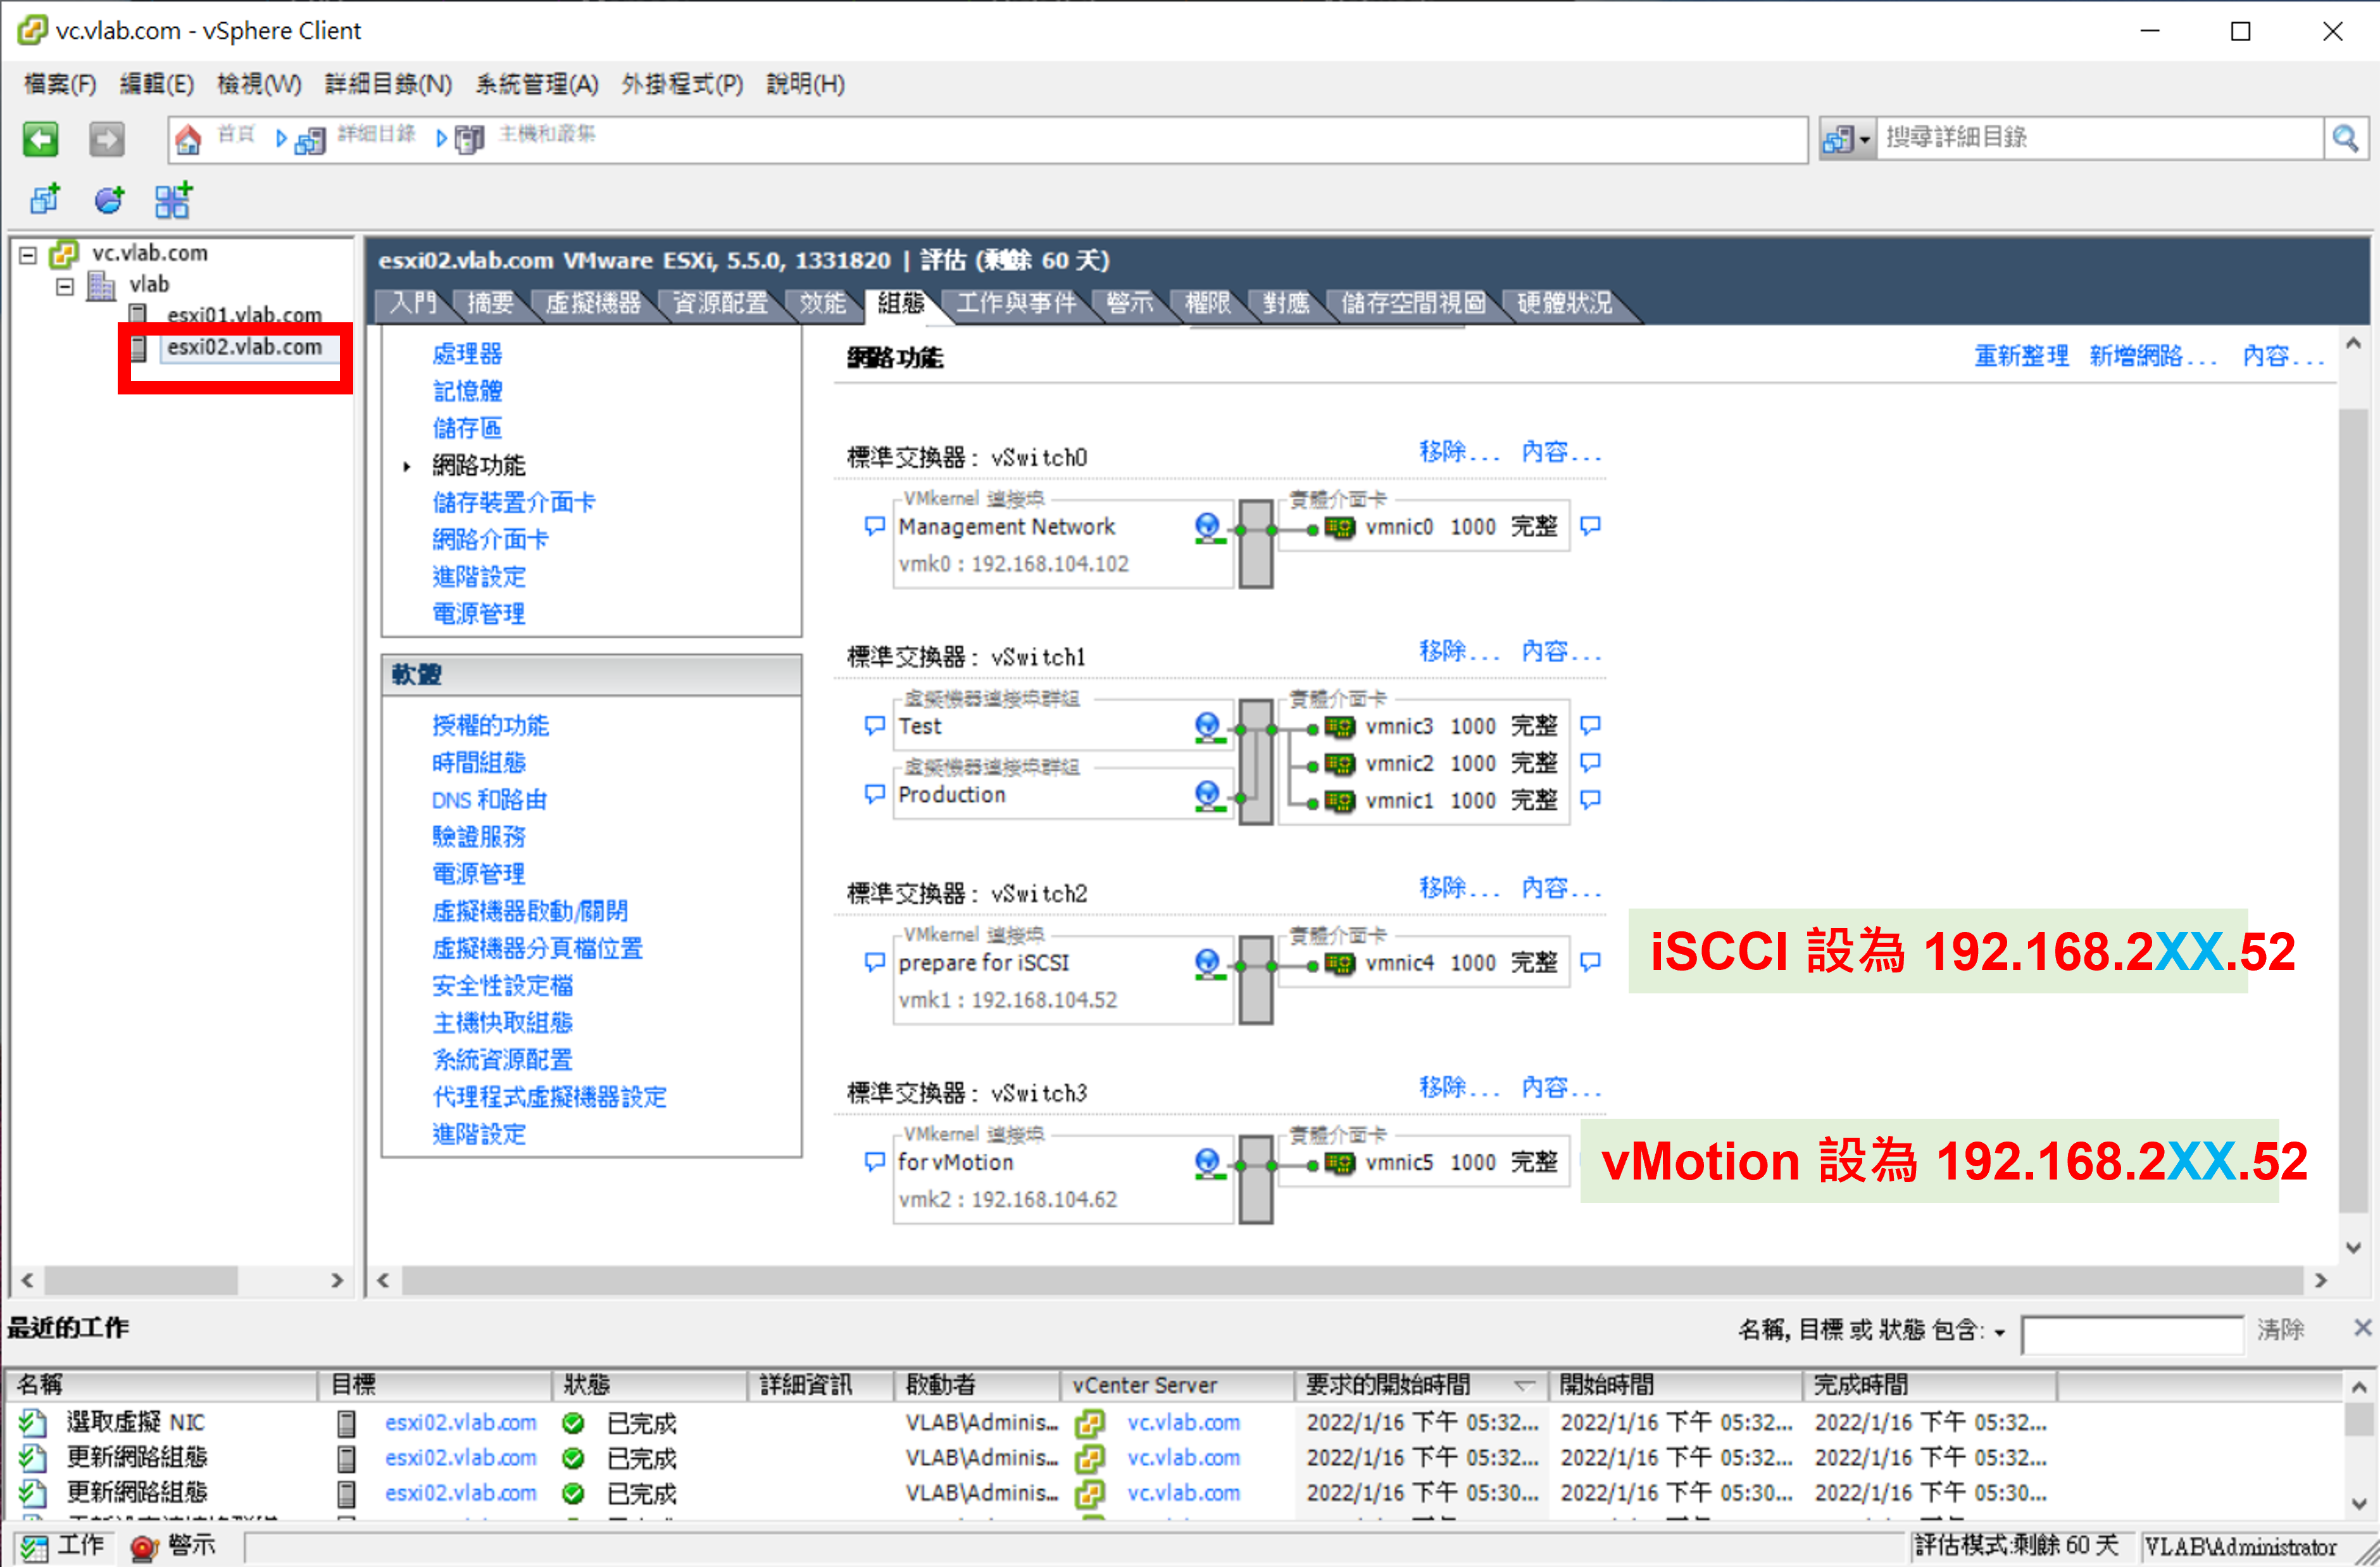 vc.vlab.com - vSphere Client
檔案(F) 編輯(E) 檢視(W) 詳細目錄(N) 系統管理(A) 外掛程式(P) 說明(H)
首頁 詳細目錄 主機和叢集
搜尋詳細目錄
vc.vlab.com
vlab
esxi01.vlab.com
esxi02.vlab.com
esxi02.vlab.com VMware ESXi, 5.5.0, 1331820 | 評估 (剩餘 60 天)
入門 摘要 虛擬機器 資源配置 效能 組態 工作與事件 警示 權限 對應 儲存空間視圖 硬體狀況
處理器
記憶體
儲存區
網路功能
儲存裝置介面卡
網路介面卡
進階設定
電源管理
軟體
授權的功能
時間組態
DNS 和路由
驗證服務
電源管理
虛擬機器啟動/關閉
虛擬機器分頁檔位置
安全性設定檔
主機快取組態
系統資源配置
代理程式虛擬機器設定
進階設定
網路功能
重新整理 新增網路... 內容...
標準交換器: vSwitch0 移除... 內容...
VMkernel 連接埠 實體介面卡
Management Network vmnic0 1000 完整
vmk0 : 192.168.104.102
標準交換器: vSwitch1 移除... 內容...
虛擬機器連接埠群組 實體介面卡
Test vmnic3 1000 完整
虛擬機器連接埠群組 vmnic2 1000 完整
Production vmnic1 1000 完整
標準交換器: vSwitch2 移除... 內容...
VMkernel 連接埠 實體介面卡
prepare for iSCSI vmnic4 1000 完整
vmk1 : 192.168.104.52
iSCCI 設為 192.168.2XX.52
標準交換器: vSwitch3 移除... 內容...
VMkernel 連接埠 實體介面卡
for vMotion vmnic5 1000 完整
vmk2 : 192.168.104.62
vMotion 設為 192.168.2XX.52
最近的工作
名稱, 目標 或 狀態 包含: 清除
名稱 目標 狀態 詳細資訊 啟動者 vCenter Server 要求的開始時間 開始時間 完成時間
選取虛擬 NIC esxi02.vlab.com 已完成 VLAB\Adminis... vc.vlab.com 2022/1/16 下午 05:32... 2022/1/16 下午 05:32... 2022/1/16 下午 05:32...
更新網路組態 esxi02.vlab.com 已完成 VLAB\Adminis... vc.vlab.com 2022/1/16 下午 05:32... 2022/1/16 下午 05:32... 2022/1/16 下午 05:32...
更新網路組態 esxi02.vlab.com 已完成 VLAB\Adminis... vc.vlab.com 2022/1/16 下午 05:30... 2022/1/16 下午 05:30... 2022/1/16 下午 05:30...
工作 警示
評估模式:剩餘 60 天 VLAB\Administrator